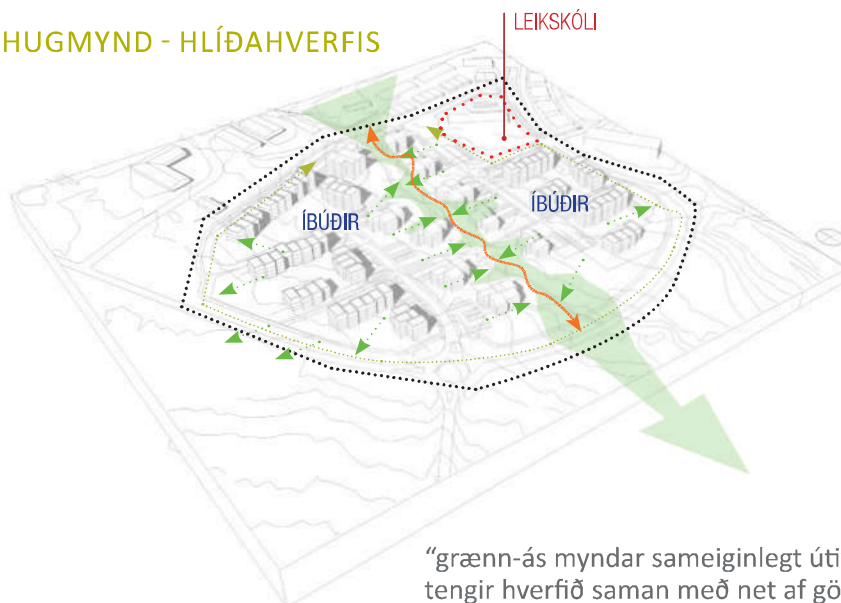 HUGMYND - HLÍÐAHVERFIS
LEIKSKÓLI
ÍBÚÐIR
ÍBÚÐIR
“grænn-ás myndar sameiginlegt úti
tengir hverfið saman með net af gö